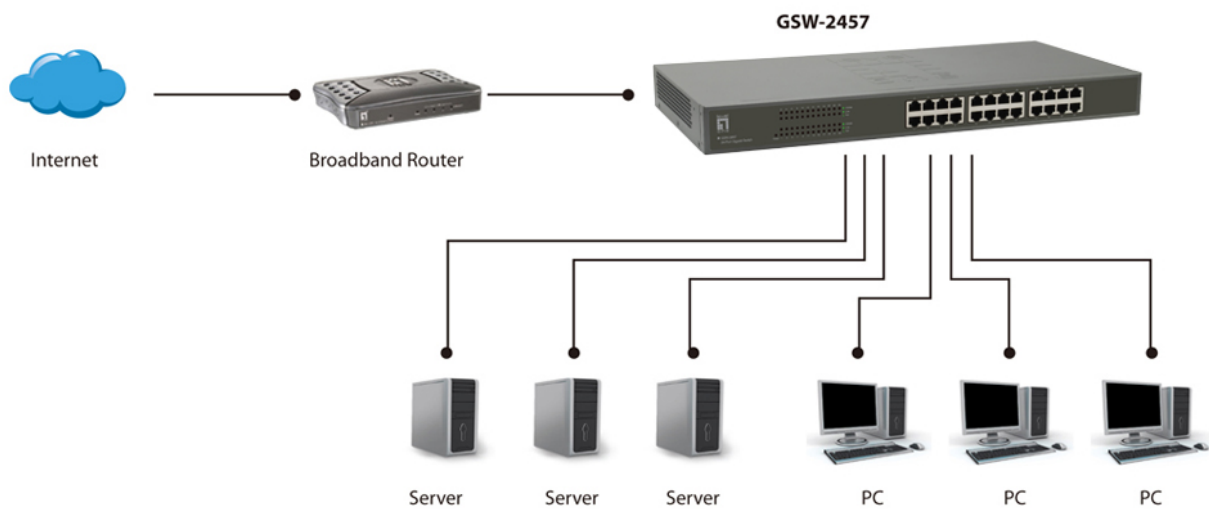 GSW-2457
Internet
Broadband Router
Server
Server
Server
PC
PC
PC